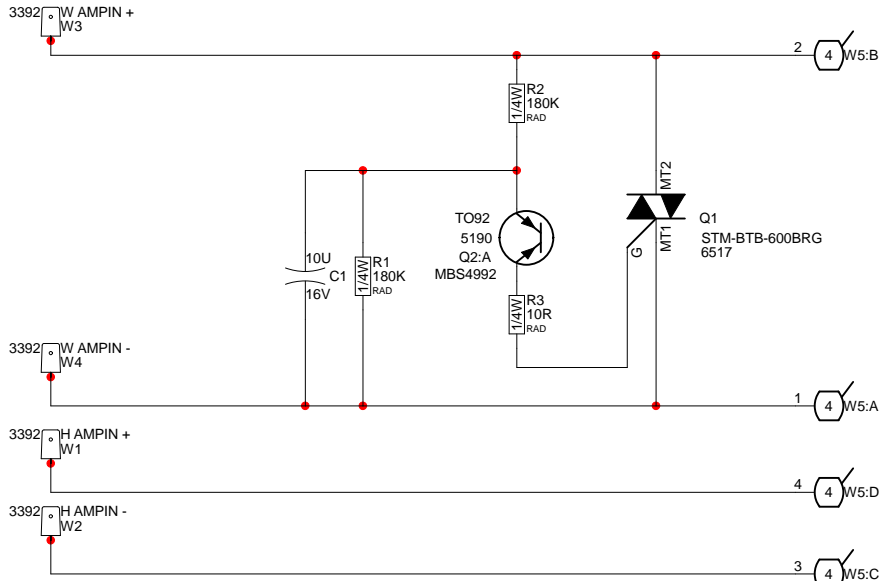 3392 W AMPIN +
W3
2
4 W5:B
R2
180K
RAD
1/4W
MT2
MT1
G
Q1
STM-BTB-600BRG
6517
TO92
5190
Q2:A
MBS4992
10U
C1
16V
R1
180K
RAD
1/4W
R3
10R
RAD
1/4W
3392 W AMPIN -
W4
1
4 W5:A
3392 H AMPIN +
W1
4
4 W5:D
3392 H AMPIN -
W2
3
4 W5:C